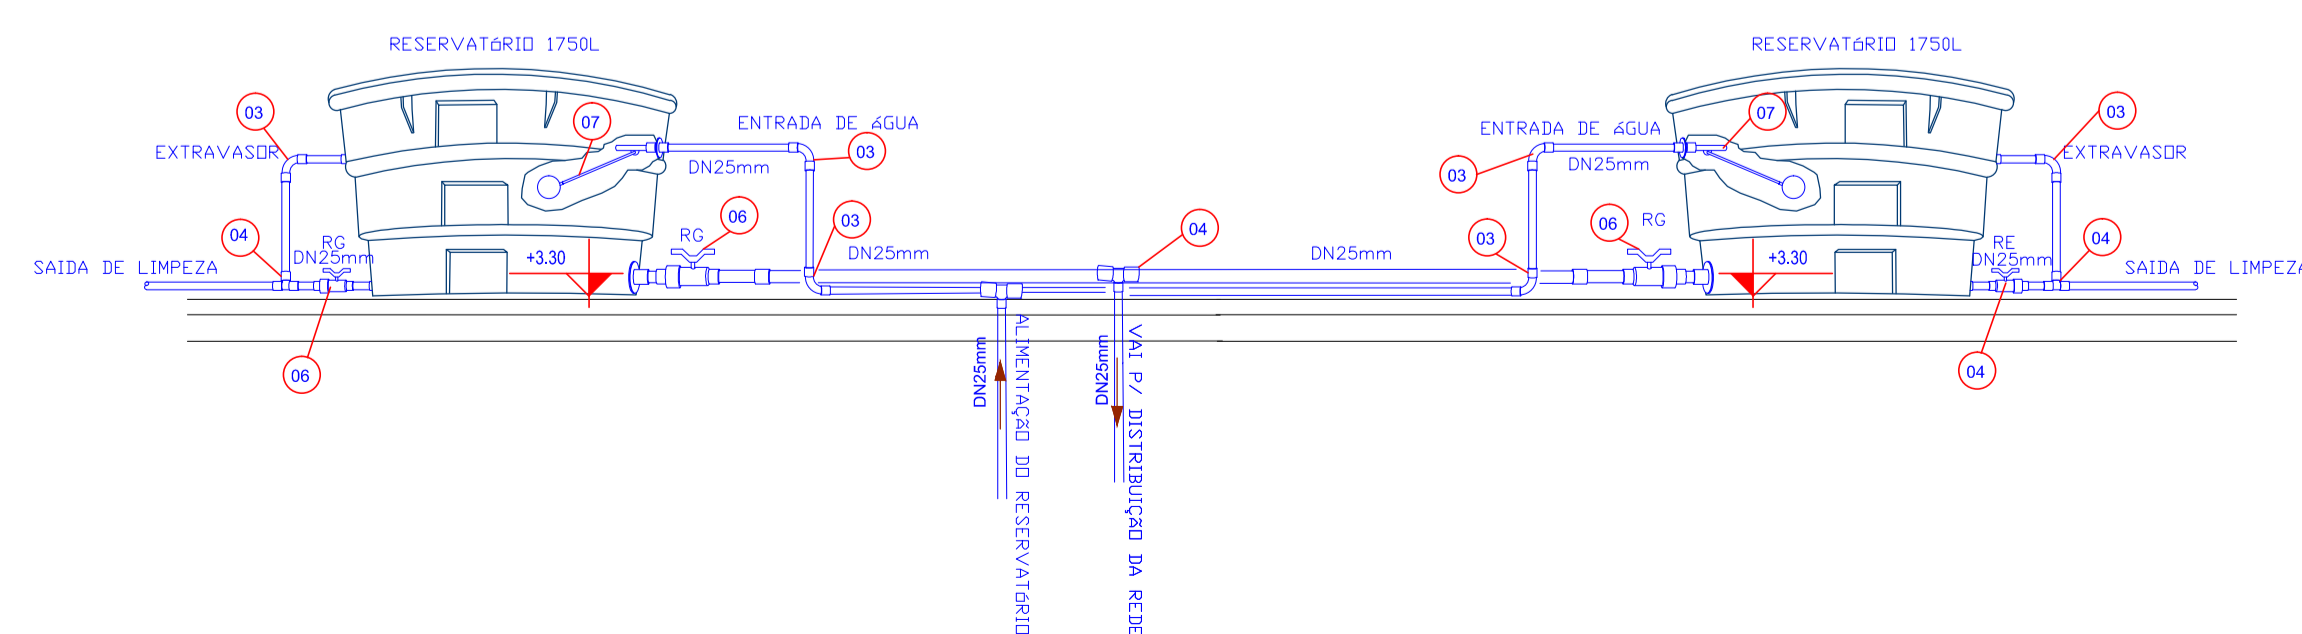 RESERVATóRIO 1750L
RESERVATóRIO 1750L
03
07
ENTRADA DE áGUA
03
EXTRAVASOR
DN25mm
ENTRADA DE áGUA
07
03
DN25mm
03
EXTRAVASOR
04
RG
DN25mm
SAIDA DE LIMPEZA
+3.30
RG
06
03
DN25mm
04
DN25mm
03
06
RG
+3.30
RE
DN25mm
04
SAIDA DE LIMPEZA
06
04
DN25mm
ALIMENTAÇÃO DO RESERVATóRIO
DN25mm
VAI P/ DISTRIBUIÇÃO DA REDE